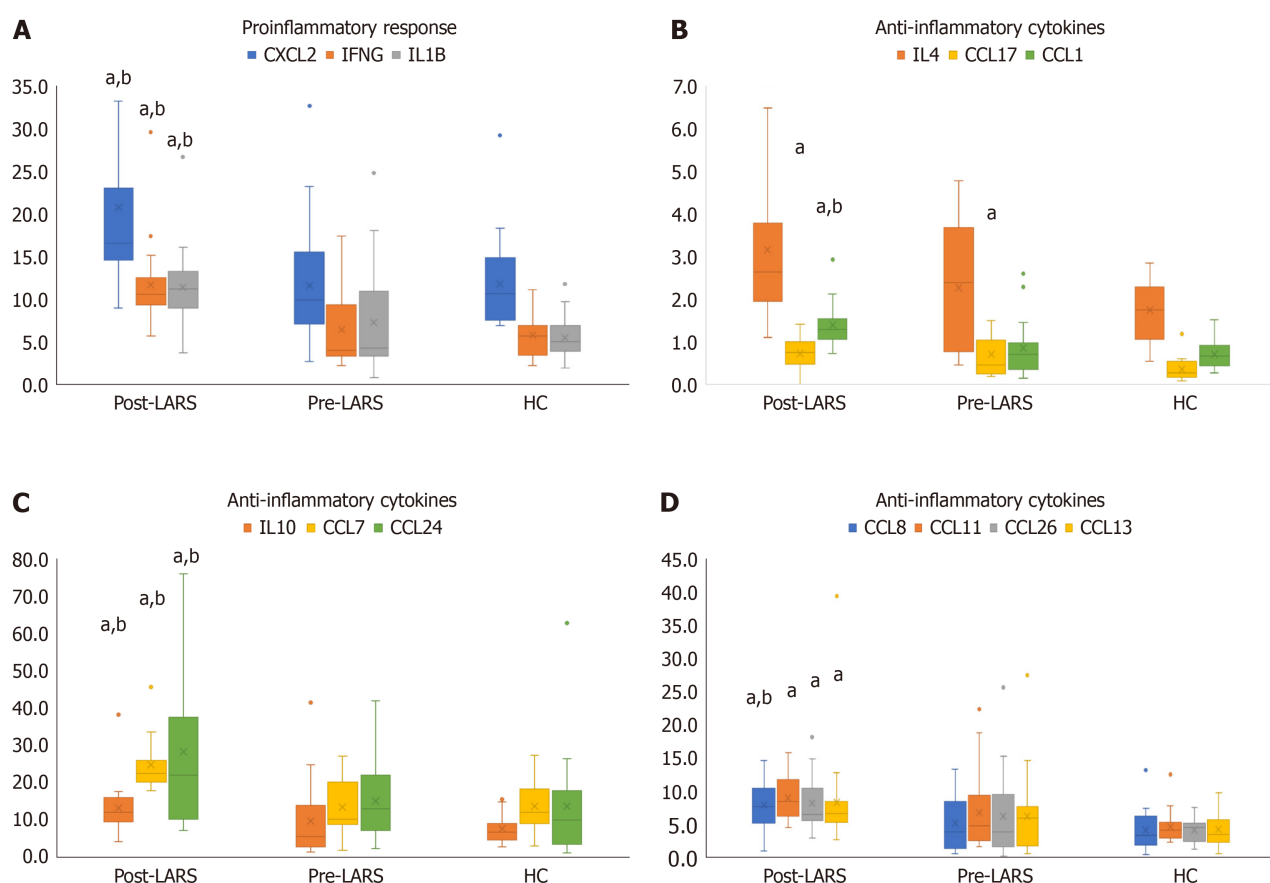 A
Proinflammatory response
CXCL2 IFNG IL1B
a,b
a,b
a,b
35.0
30.0
25.0
20.0
15.0
10.0
5.0
0.0
Post-LARS Pre-LARS HC
B
Anti-inflammatory cytokines
IL4 CCL17 CCL1
a
a,b
a
7.0
6.0
5.0
4.0
3.0
2.0
1.0
0.0
Post-LARS Pre-LARS HC
C
Anti-inflammatory cytokines
IL10 CCL7 CCL24
a,b
a,b
a,b
80.0
70.0
60.0
50.0
40.0
30.0
20.0
10.0
0.0
Post-LARS Pre-LARS HC
D
Anti-inflammatory cytokines
CCL8 CCL11 CCL26 CCL13
a,b a a a
45.0
40.0
35.0
30.0
25.0
20.0
15.0
10.0
5.0
0.0
Post-LARS Pre-LARS HC